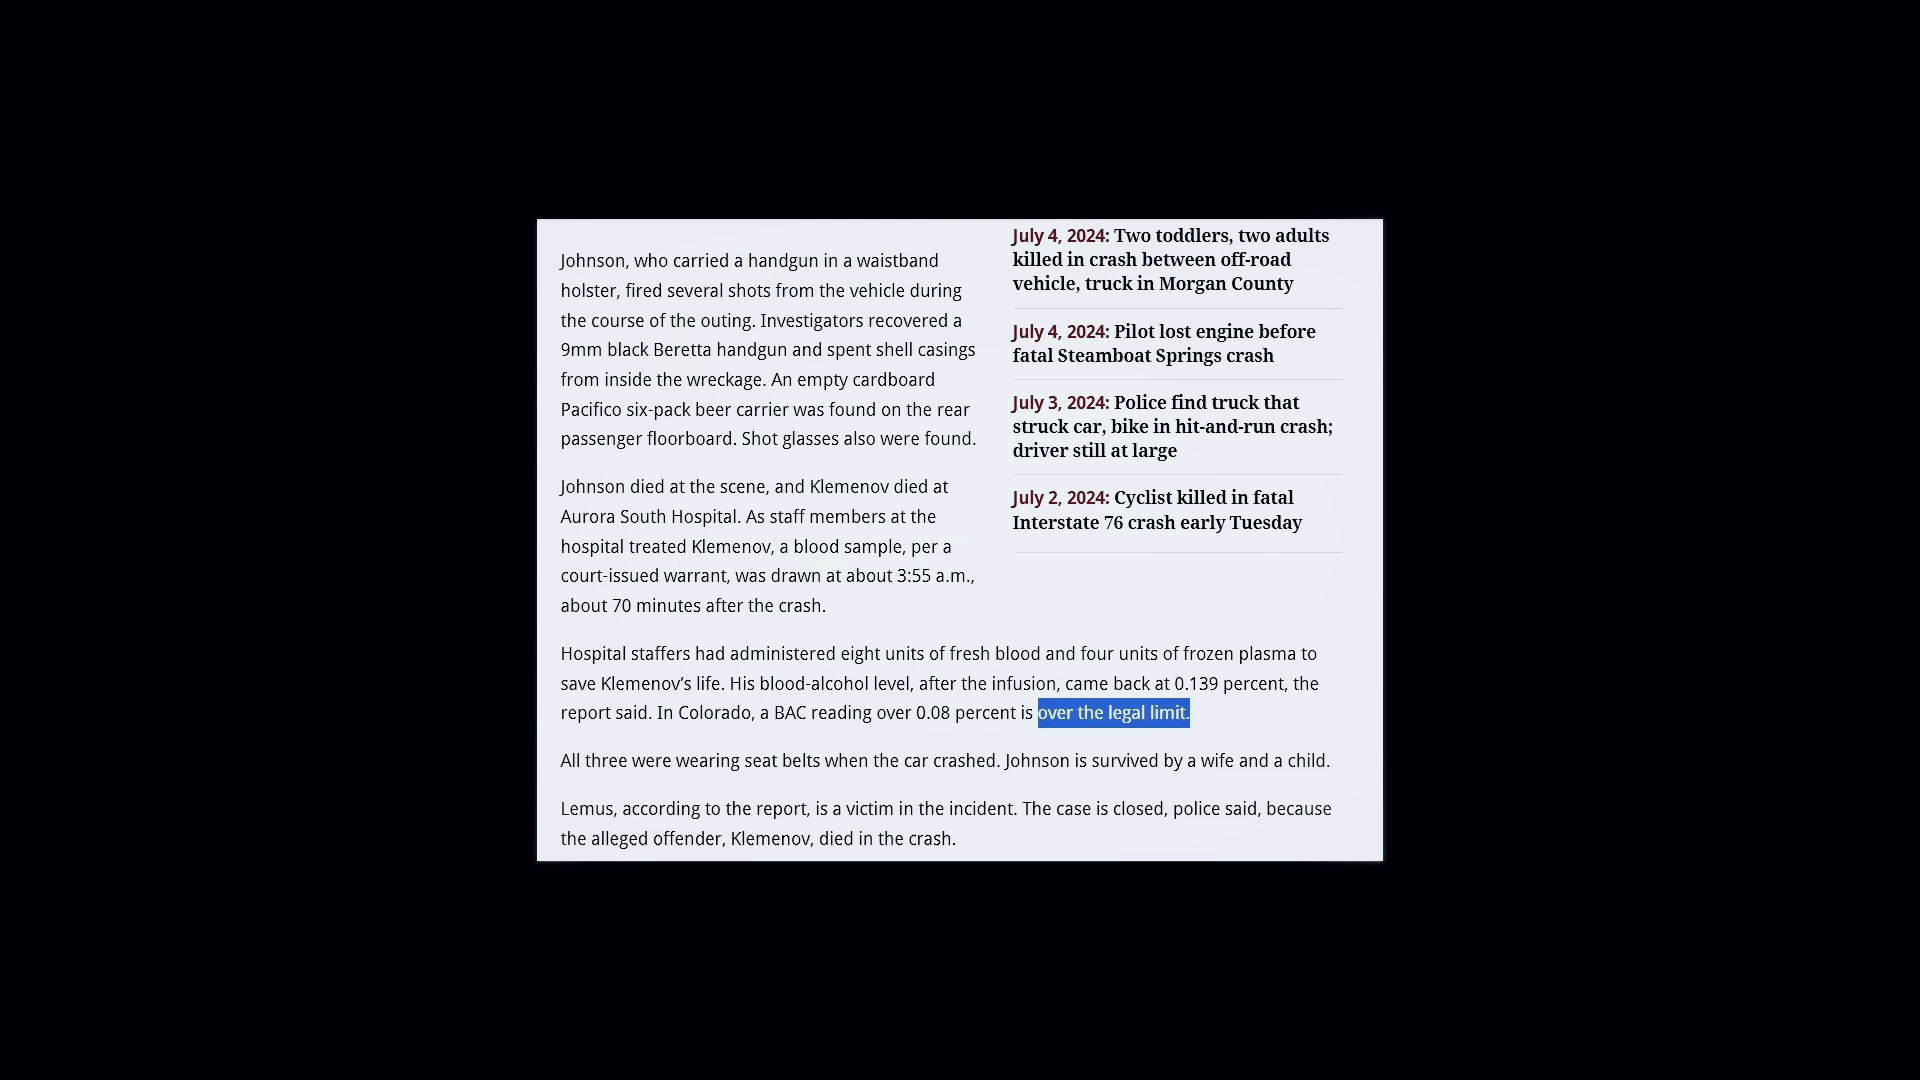 Johnson, who carried a handgun in a waistband
holster, fired several shots from the vehicle during
the course of the outing. Investigators recovered a
9mm black Beretta handgun and spent shell casings
from inside the wreckage. An empty cardboard
Pacifico six-pack beer carrier was found on the rear
passenger floorboard. Shot glasses also were found.
Johnson died at the scene, and Klemenov died at
Aurora South Hospital. As staff members at the
hospital treated Klemenov, a blood sample, per a
court-issued warrant, was drawn at about 3:55 a.m.,
about 70 minutes after the crash.
July 4, 2024: Two toddlers, two adults
killed in crash between off-road
vehicle, truck in Morgan County
July 4, 2024: Pilot lost engine before
fatal Steamboat Springs crash
July 3, 2024: Police find truck that
struck car, bike in hit-and-run crash;
driver still at large
July 2, 2024: Cyclist killed in fatal
Interstate 76 crash early Tuesday
Hospital staffers had administered eight units of fresh blood and four units of frozen plasma to
save Klemenov’s life. His blood-alcohol level, after the infusion, came back at 0.139 percent, the
report said. In Colorado, a BAC reading over 0.08 percent is over the legal limit.
All three were wearing seat belts when the car crashed. Johnson is survived by a wife and a child.
Lemus, according to the report, is a victim in the incident. The case is closed, police said, because
the alleged offender, Klemenov, died in the crash.